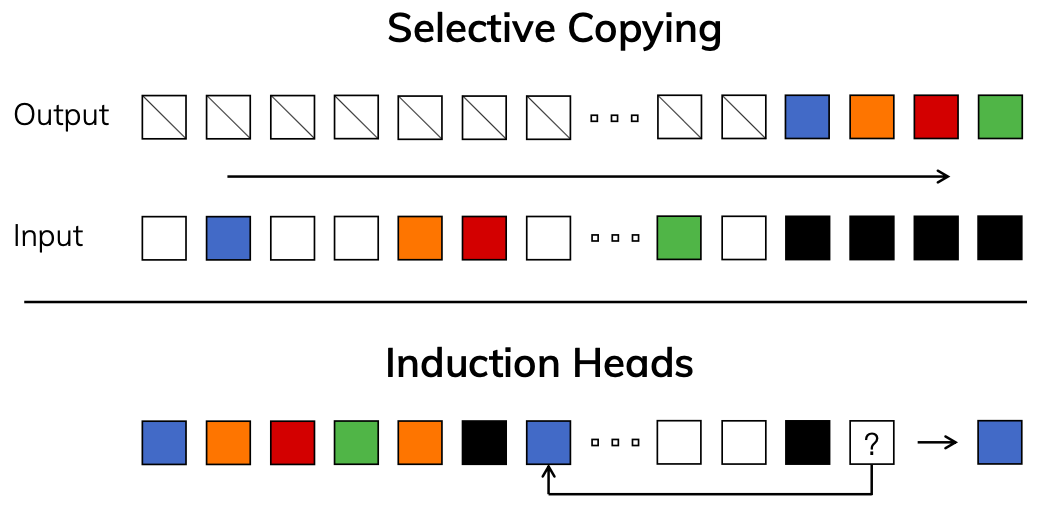 Selective Copying
Output
Input
Induction Heads
?